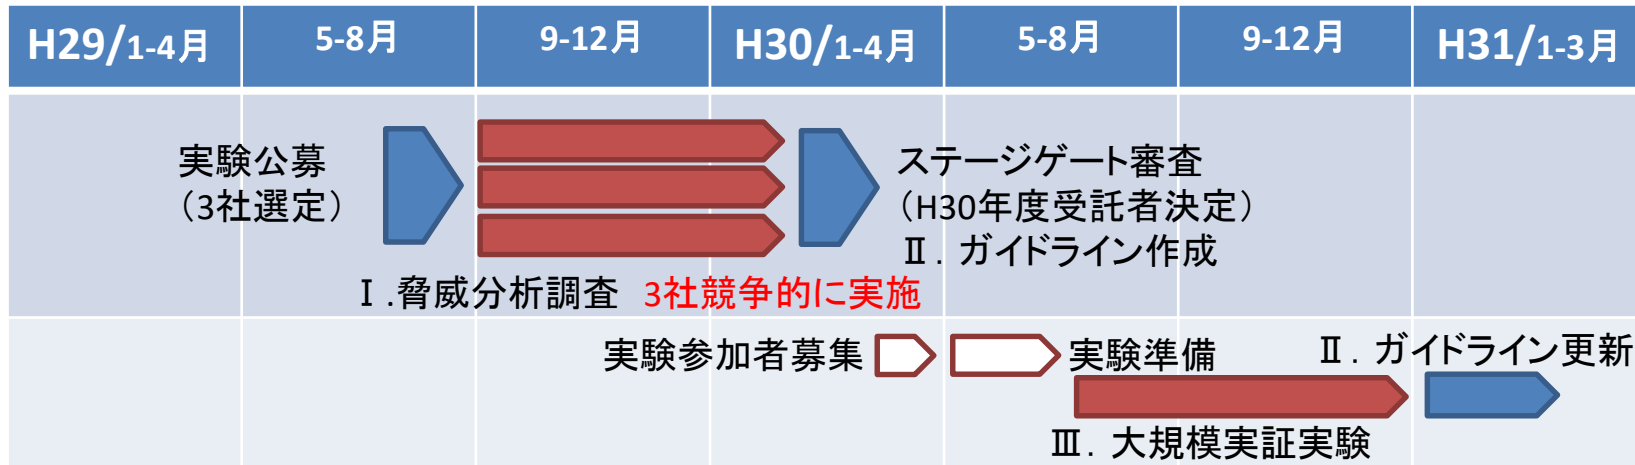 H29/1-4月 5-8月 9-12月 H30/1-4月 5-8月 9-12月 H31/1-3月
実験公募
（3社選定）
ステージゲート審査
（H30年度受託者決定）
Ⅱ．ガイドライン作成
Ⅰ.脅威分析調査 3社競争的に実施
実験参加者募集
実験準備
Ⅱ．ガイドライン更新
Ⅲ．大規模実証実験